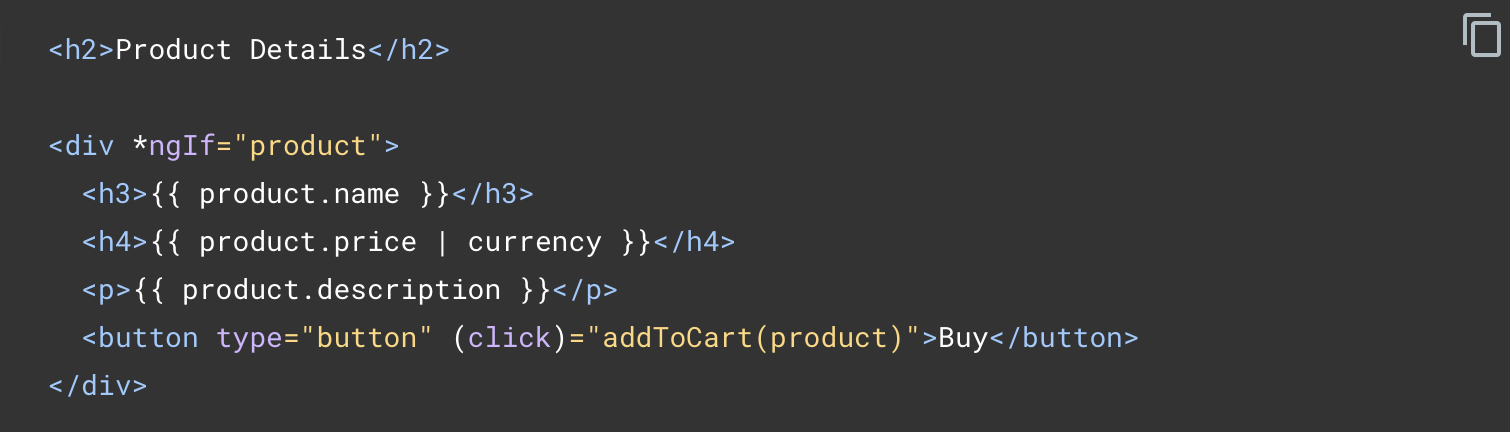 <h2>Product Details</h2>

<div *ngIf="product">
  <h3>{{ product.name }}</h3>
  <h4>{{ product.price | currency }}</h4>
  <p>{{ product.description }}</p>
  <button type="button" (click)="addToCart(product)">Buy</button>
</div>